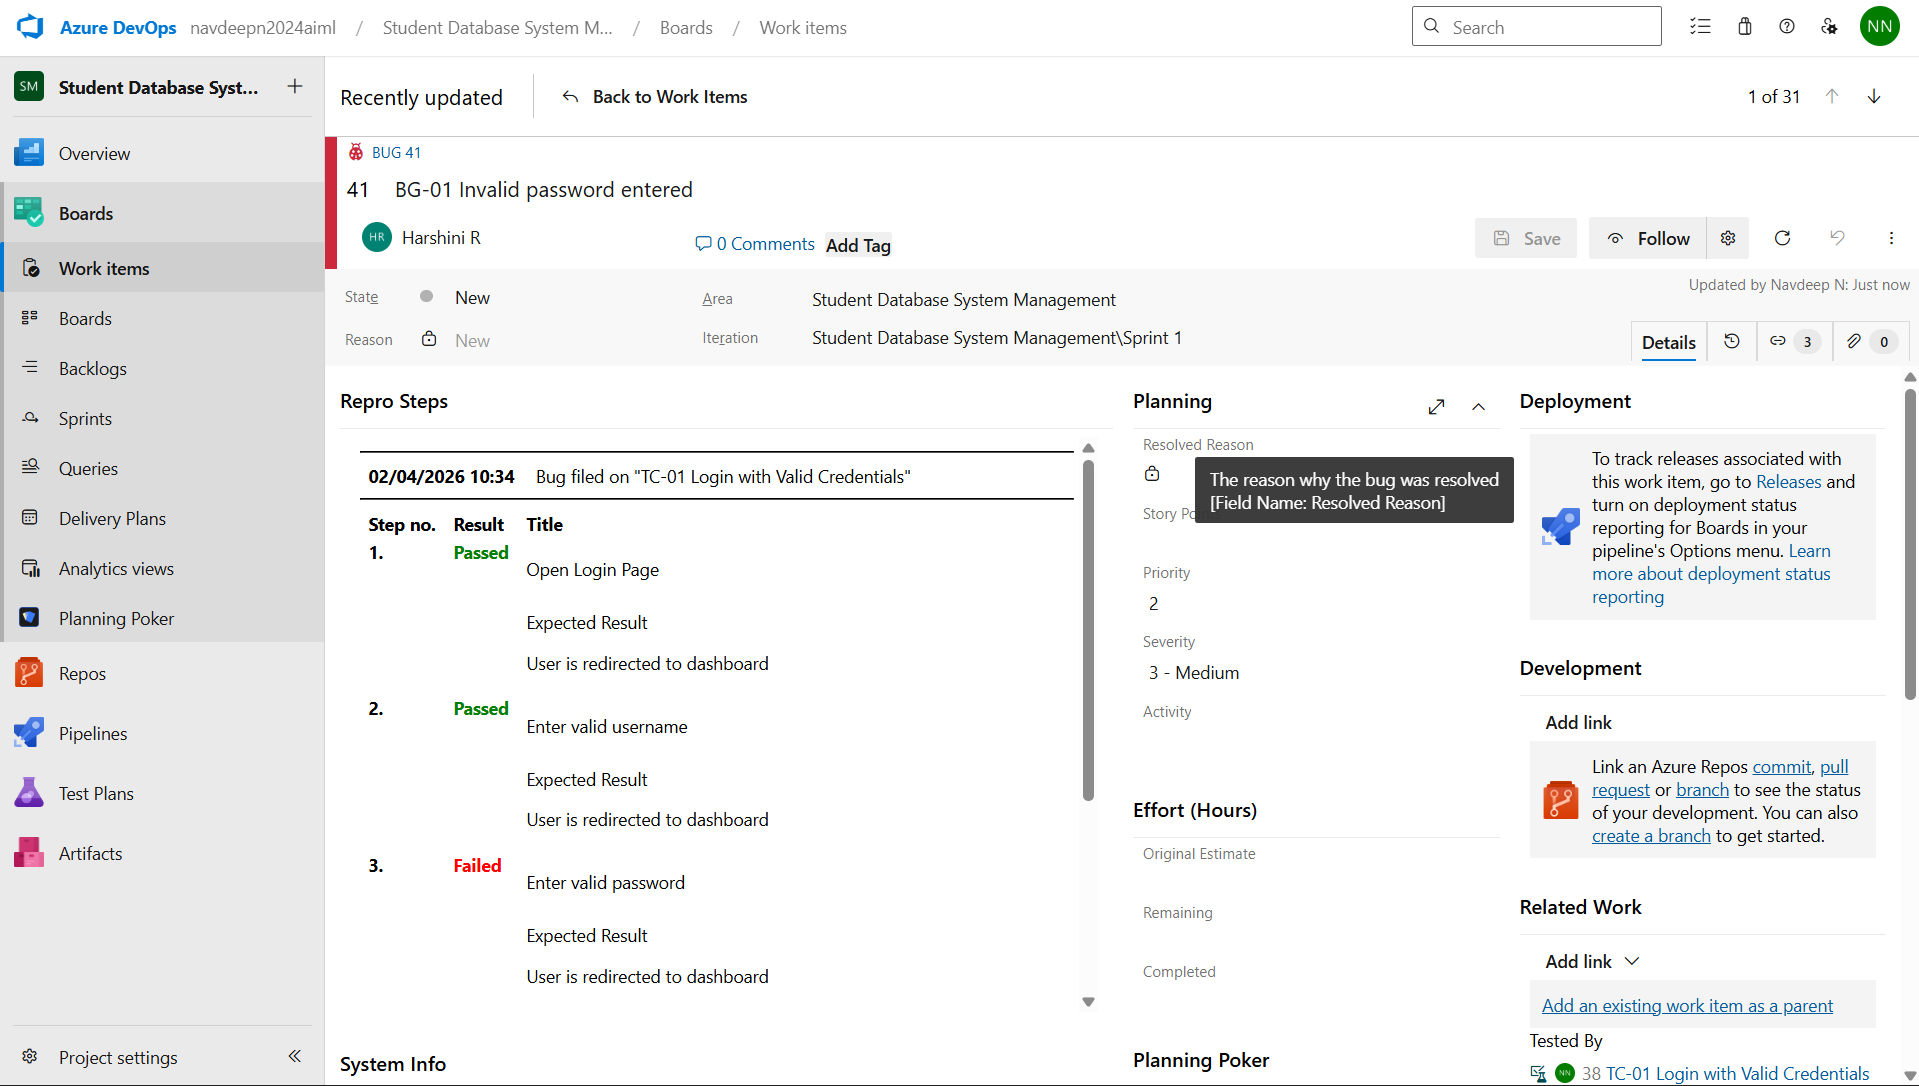 Azure DevOps navdeepn2024aiml / Student Database System M... / Boards / Work items
Search
NN
SM Student Database Syst...
Overview
Boards
Work items
Boards
Backlogs
Sprints
Queries
Delivery Plans
Analytics views
Planning Poker
Repos
Pipelines
Test Plans
Artifacts
Project settings
Recently updated
Back to Work Items
1 of 31
BUG 41
41 BG-01 Invalid password entered
HR Harshini R
0 Comments
Add Tag
Save
Follow
State New
Reason New
Area Student Database System Management
Iteration Student Database System Management\Sprint 1
Updated by Navdeep N: Just now
Details
3
0
Repro Steps
02/04/2026 10:34 Bug filed on "TC-01 Login with Valid Credentials"
Step no. Result Title
1. Passed
Open Login Page
Expected Result
User is redirected to dashboard
2. Passed
Enter valid username
Expected Result
User is redirected to dashboard
3. Failed
Enter valid password
Expected Result
User is redirected to dashboard
System Info
Planning
Resolved Reason
The reason why the bug was resolved
[Field Name: Resolved Reason]
Story
Priority
2
Severity
3 - Medium
Activity
Effort (Hours)
Original Estimate
Remaining
Completed
Planning Poker
Deployment
To track releases associated with
this work item, go to Releases and
turn on deployment status
reporting for Boards in your
pipeline's Options menu. Learn
more about deployment status
reporting
Development
Add link
Link an Azure Repos commit, pull
request or branch to see the status
of your development. You can also
create a branch to get started.
Related Work
Add link
Add an existing work item as a parent
Tested By
NN 38 TC-01 Login with Valid Credentials